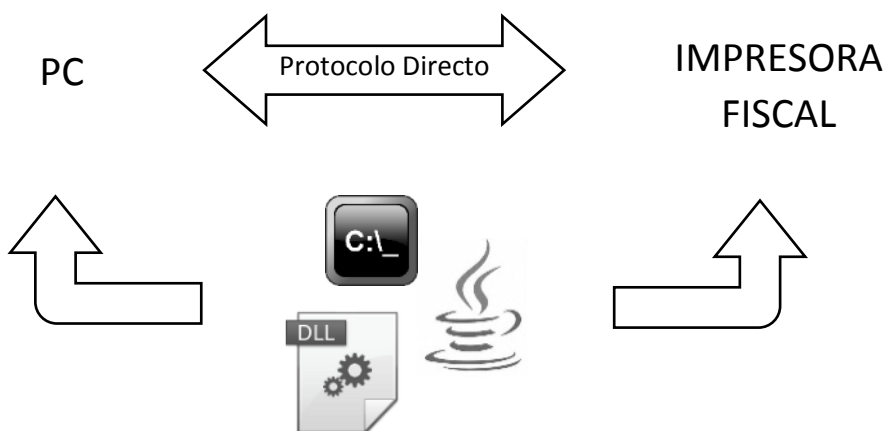 PC
Protocolo Directo
IMPRESORA
FISCAL
C:\_
DLL